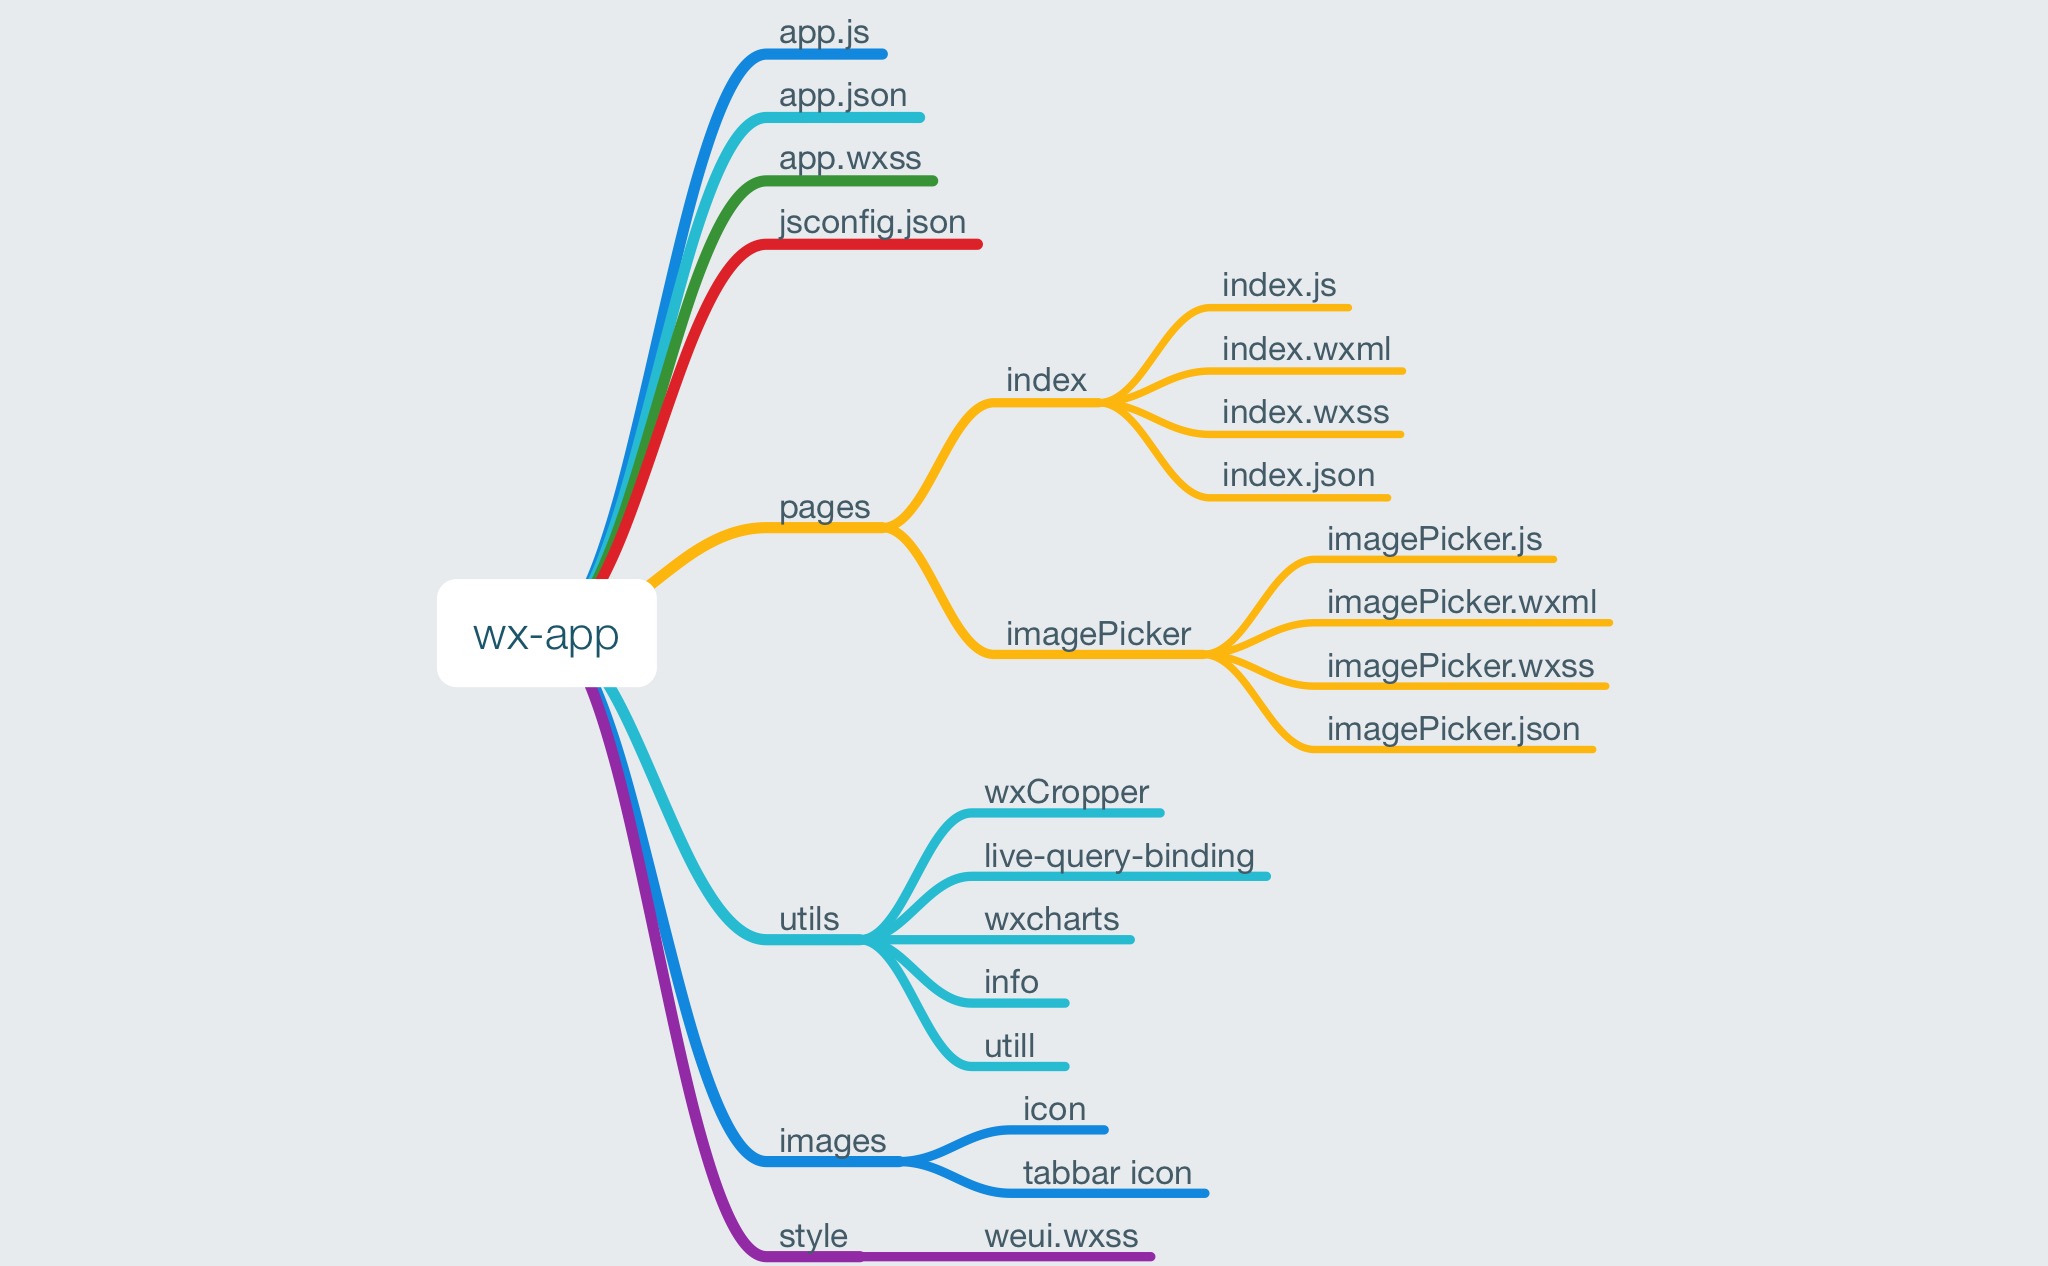 app.js
app.json
app.wxss
jsconfig.json
index.js
index.wxml
index
index.wxss
index.json
pages
imagePicker.js
imagePicker.wxml
wx-app
imagePicker
imagePicker.wxss
imagePicker.json
wxCropper
live-query-binding
utils
wxcharts
info
utill
icon
images
tabbar icon
style
weui.wxss